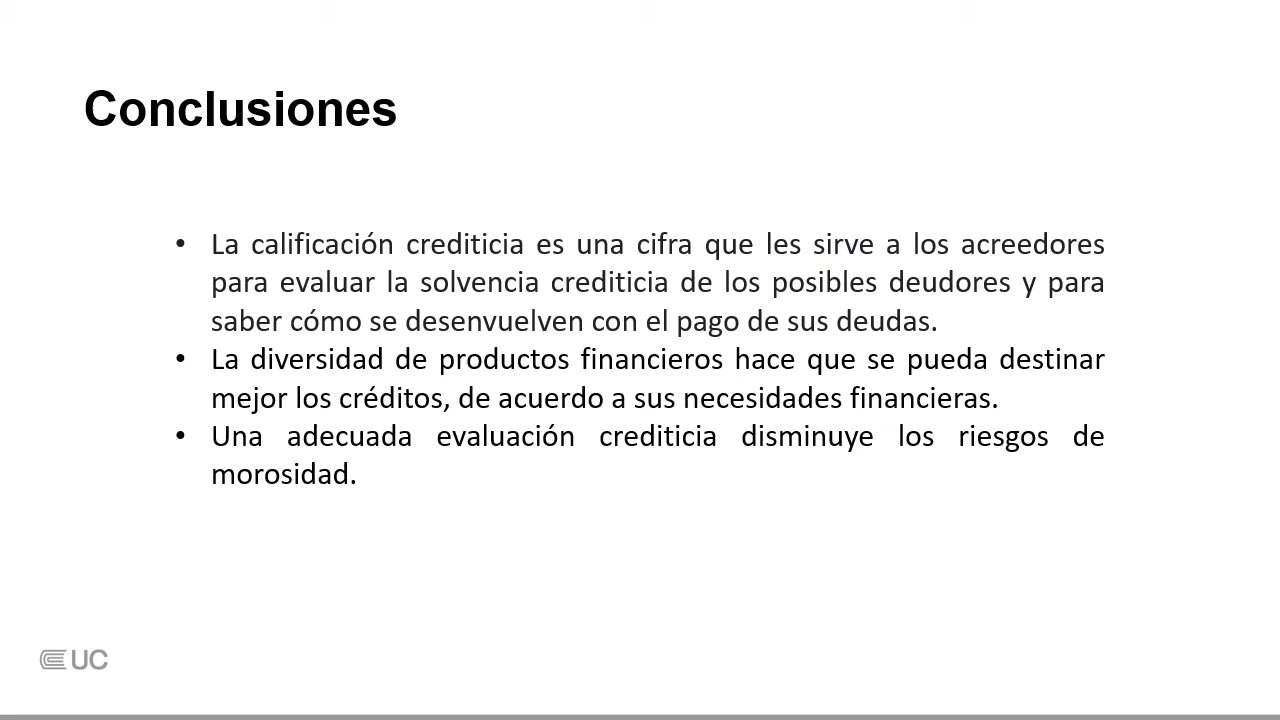 Conclusiones
• La calificación crediticia es una cifra que les sirve a los acreedores
para evaluar la solvencia crediticia de los posibles deudores y para
saber cómo se desenvuelven con el pago de sus deudas.
• La diversidad de productos financieros hace que se pueda destinar
mejor los créditos, de acuerdo a sus necesidades financieras.
• Una adecuada evaluación crediticia disminuye los riesgos de
morosidad.
UC